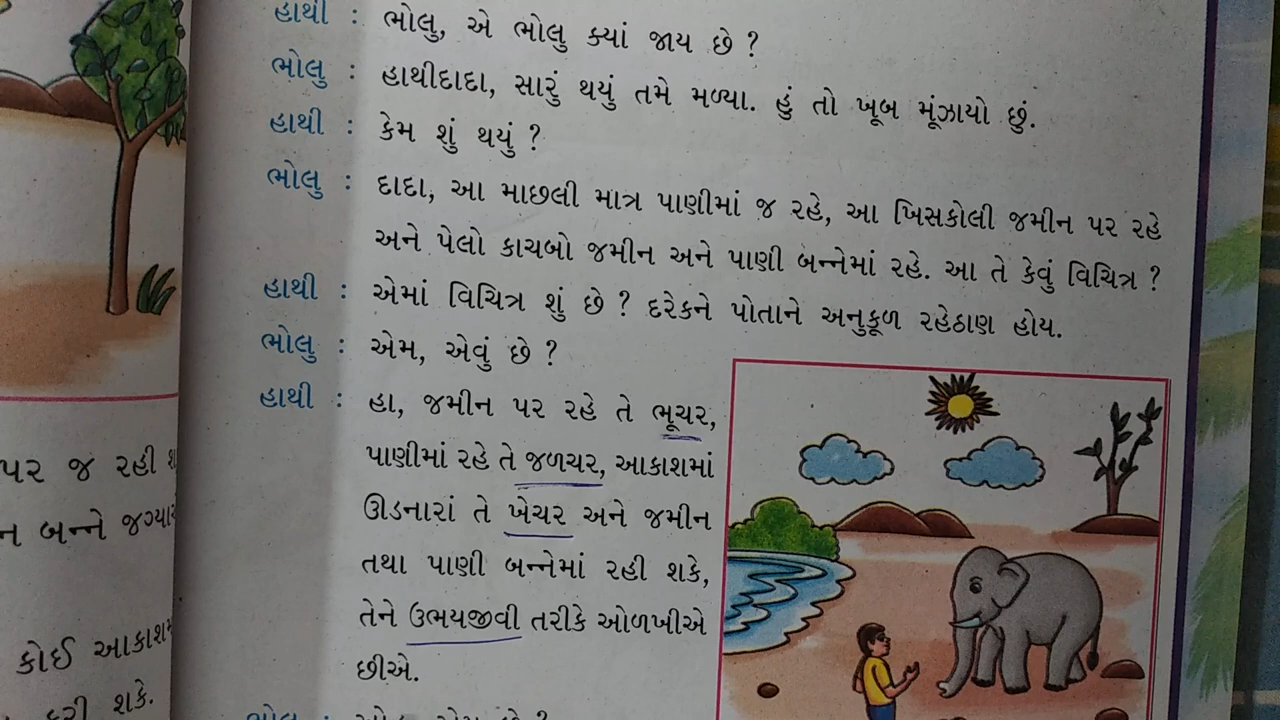 હાથી : ભોલુ, એ ભોલુ ક્યાં જાય છે ?
ભોલુ : હાથીદાદા, સારું થયું તમે મળ્યા. હું તો ખૂબ મૂંઝાયો છું.
હાથી : કેમ શું થયું ?
ભોલુ : દાદા, આ માછલી માત્ર પાણીમાં જ રહે, આ ખિસકોલી જમીન પર રહે
અને પેલો કાચબો જમીન અને પાણી બન્નેમાં રહે. આ તે કેવું વિચિત્ર ?
હાથી : એમાં વિચિત્ર શું છે ? દરેકને પોતાને અનુકૂળ રહેઠાણ હોય.
ભોલુ : એમ, એવું છે ?
હાથી : હા, જમીન પર રહે તે ભૂચર,
પાણીમાં રહે તે જળચર, આકાશમાં
ઊડનારાં તે ખેચર અને જમીન
તથા પાણી બન્નેમાં રહી શકે,
તેને ઉભયજીવી તરીકે ઓળખીએ
છીએ.
પર જ રહી
બન્ને
કોઈ
શકે.